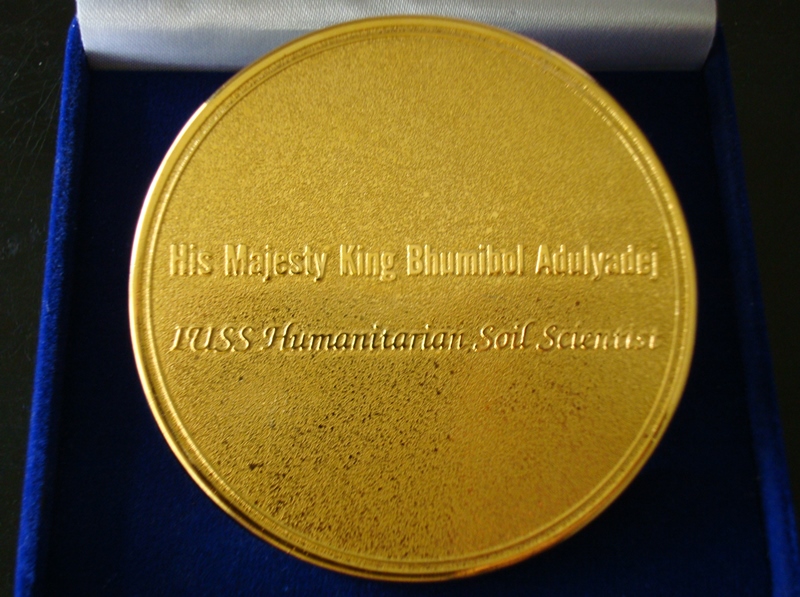 His Majesty King Bhumibol Adulyadej
IUSS Humanitarian Soil Scientist